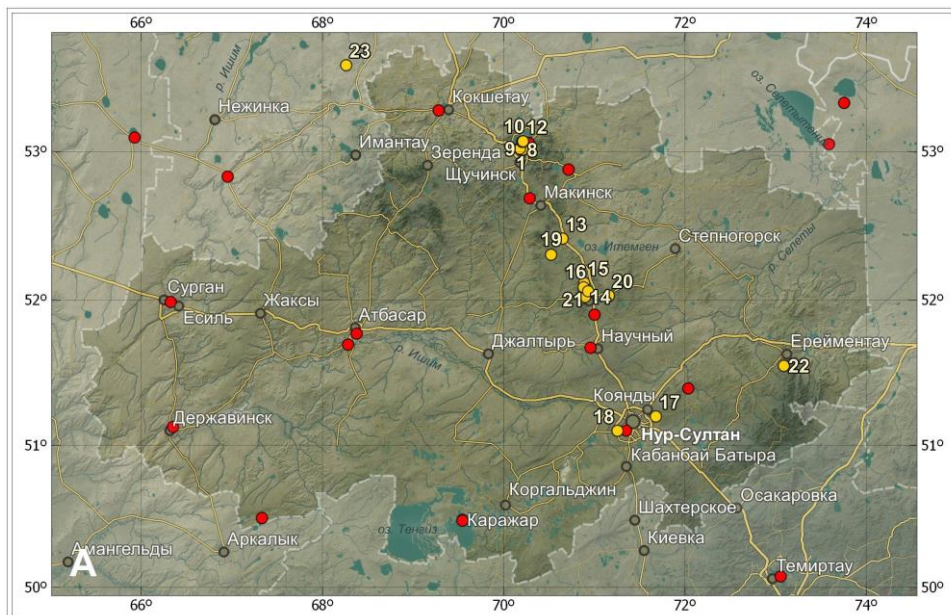 66° 68° 70° 72° 74°
23
р. Ишим
Кокшетау
Нежинка
оз. Селетытениз
10 12
53° 53°
Имантау
9 8
Зеренда
1
Щучинск
Макинск
13
Степногорск
19
оз. Итемген
р. Селеты
15
16
20
52° 52°
Сурган
21 14
Жаксы
Есиль
Атбасар
р. Ишим
Джалтырь
Научный
Ерейментау
22
Коянды
17
Державинск
18
51° 51°
Нур-Султан
Кабанбай Батыра
Коргальджин
Осакаровка
Шахтерское
Каражар
оз. Тенгиз
Аркалык
Киевка
Амангельды
А
Темиртау
50° 50°
66° 68° 70° 72° 74°